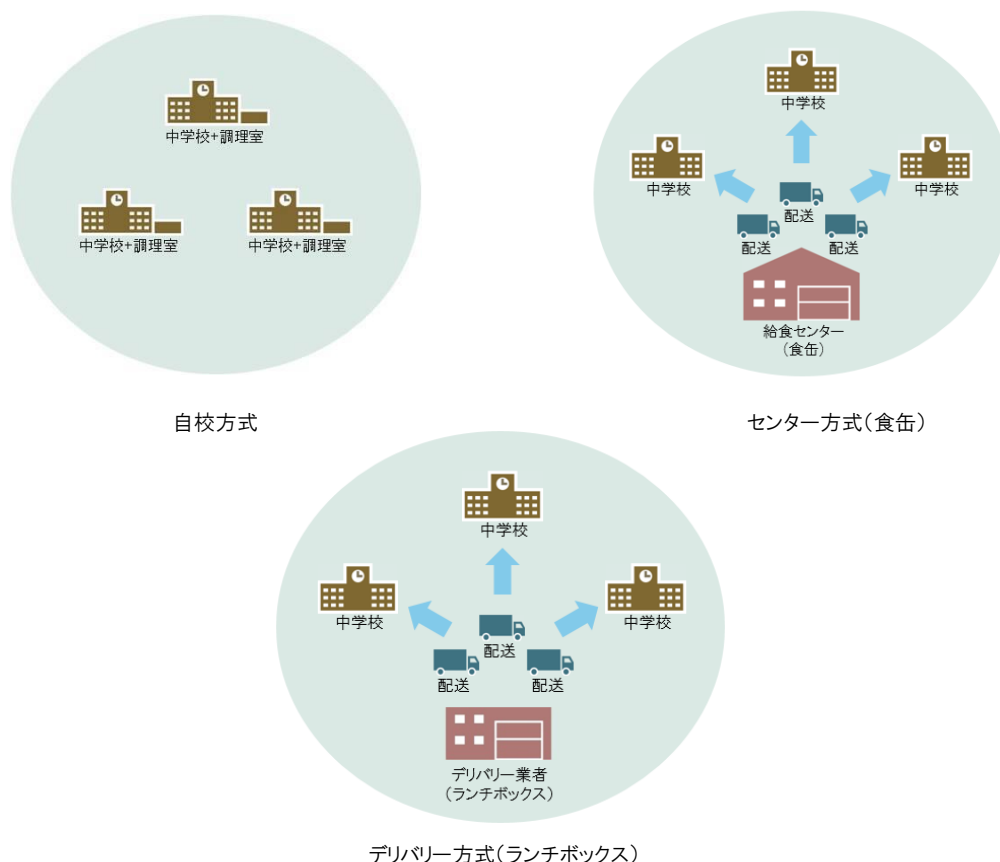 中学校+調理室
中学校+調理室
中学校+調理室
自校方式
中学校
中学校
中学校
配送
配送
配送
給食センター
(食缶)
センター方式(食缶)
中学校
中学校
中学校
配送
配送
配送
デリバリー業者
(ランチボックス)
デリバリー方式(ランチボックス)